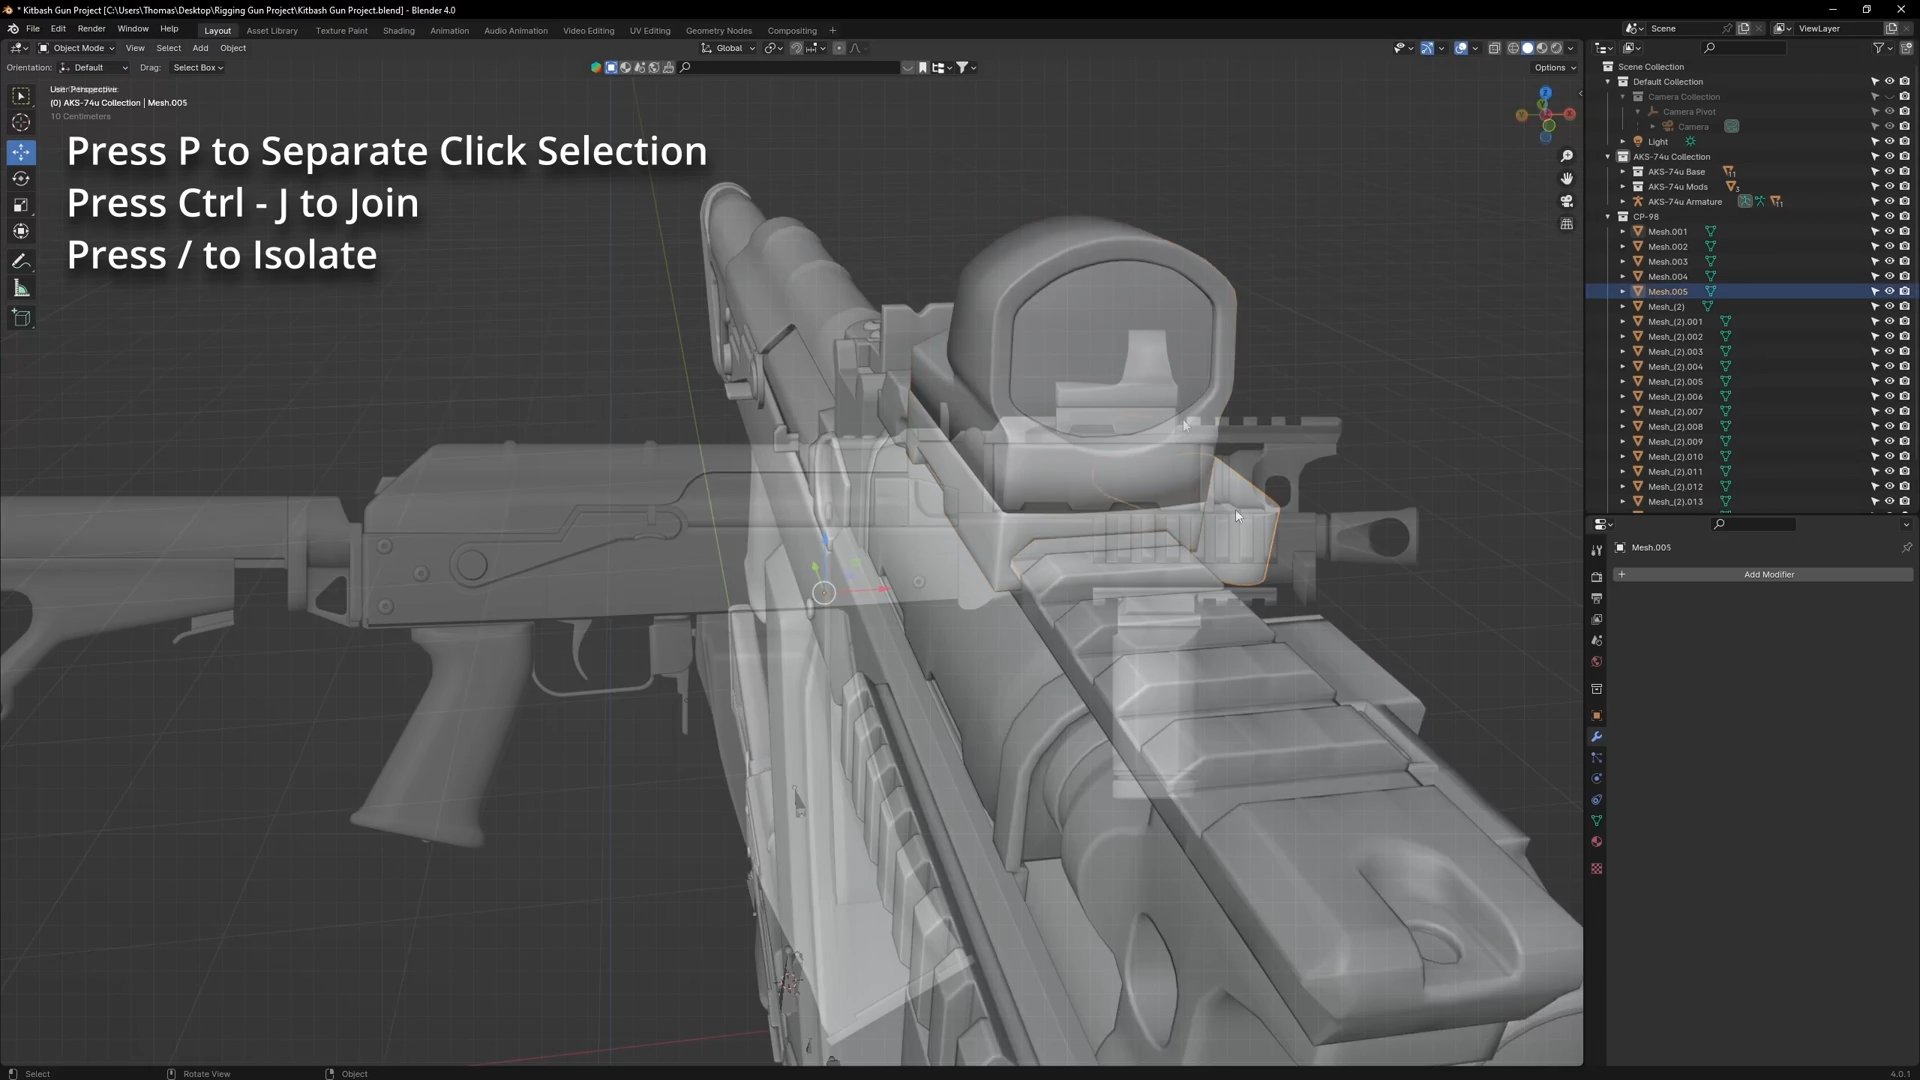 * Kitbash Gun Project [C:\Users\Thomas\Desktop\Rigging Gun Project\Kitbash Gun Project.blend] - Blender 4.0
File Edit Render Window Help Layout Asset Library Texture Paint Shading Animation Audio Animation Video Editing UV Editing Geometry Nodes Compositing + Scene ViewLayer
Object Mode View Select Add Object Global
Orientation: Default Drag: Select Box Options
User Perspective
(0) AKS-74u Collection | Mesh.005
10 Centimeters
Press P to Separate Click Selection
Press Ctrl - J to Join
Press / to Isolate
Scene Collection
Default Collection
Camera Collection
Camera Pivot
Camera
Light
AKS-74u Collection
AKS-74u Base 11
AKS-74u Mods 3
AKS-74u Armature 11
CP-98
Mesh.001
Mesh.002
Mesh.003
Mesh.004
Mesh.005
Mesh_(2)
Mesh_(2).001
Mesh_(2).002
Mesh_(2).003
Mesh_(2).004
Mesh_(2).005
Mesh_(2).006
Mesh_(2).007
Mesh_(2).008
Mesh_(2).009
Mesh_(2).010
Mesh_(2).011
Mesh_(2).012
Mesh_(2).013
Mesh.005
+ Add Modifier
Select Rotate View Object 4.0.1